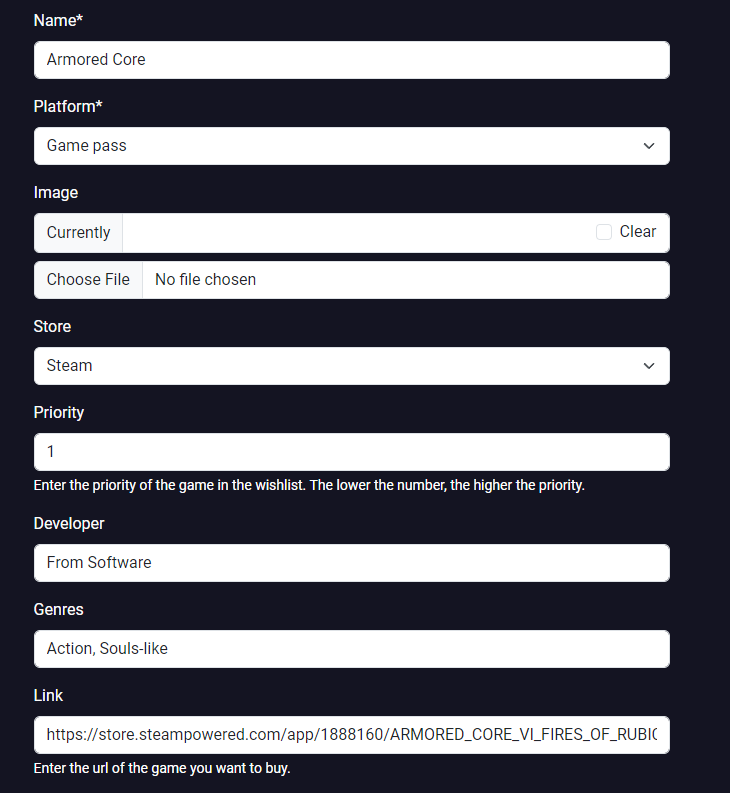 Name*
Armored Core
Platform*
Game pass
Image
Currently Clear
Choose File No file chosen
Store
Steam
Priority
1
Enter the priority of the game in the wishlist. The lower the number, the higher the priority.
Developer
From Software
Genres
Action, Souls-like
Link
https://store.steampowered.com/app/1888160/ARMORED_CORE_VI_FIRES_OF_RUBIC
Enter the url of the game you want to buy.